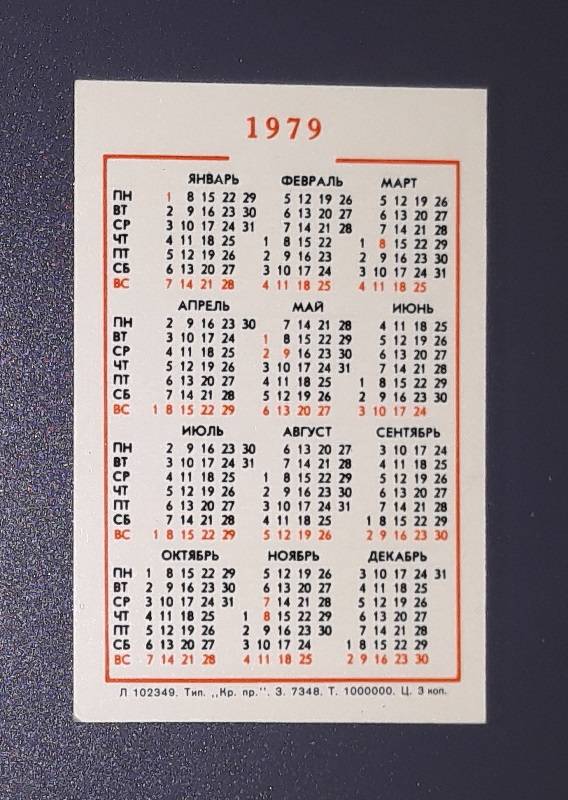 1979
ЯНВАРЬ ФЕВРАЛЬ МАРТ
ПН 1 8 15 22 29 5 12 19 26 5 12 19 26
ВТ 2 9 16 23 30 6 13 20 27 6 13 20 27
СР 3 10 17 24 31 7 14 21 28 7 14 21 28
ЧТ 4 11 18 25 1 8 15 22 1 8 15 22 29
ПТ 5 12 19 26 2 9 16 23 2 9 16 23 30
СБ 6 13 20 27 3 10 17 24 3 10 17 24 31
ВС 7 14 21 28 4 11 18 25 4 11 18 25
АПРЕЛЬ МАЙ ИЮНЬ
ПН 2 9 16 23 30 7 14 21 28 4 11 18 25
ВТ 3 10 17 24 1 8 15 22 29 5 12 19 26
СР 4 11 18 25 2 9 16 23 30 6 13 20 27
ЧТ 5 12 19 26 3 10 17 24 31 7 14 21 28
ПТ 6 13 20 27 4 11 18 25 1 8 15 22 29
СБ 7 14 21 28 5 12 19 26 2 9 16 23 30
ВС 1 8 15 22 29 6 13 20 27 3 10 17 24
ИЮЛЬ АВГУСТ СЕНТЯБРЬ
ПН 2 9 16 23 30 6 13 20 27 3 10 17 24
ВТ 3 10 17 24 31 7 14 21 28 4 11 18 25
СР 4 11 18 25 1 8 15 22 29 5 12 19 26
ЧТ 5 12 19 26 2 9 16 23 30 6 13 20 27
ПТ 6 13 20 27 3 10 17 24 31 7 14 21 28
СБ 7 14 21 28 4 11 18 25 1 8 15 22 29
ВС 1 8 15 22 29 5 12 19 26 2 9 16 23 30
ОКТЯБРЬ НОЯБРЬ ДЕКАБРЬ
ПН 1 8 15 22 29 5 12 19 26 3 10 17 24 31
ВТ 2 9 16 23 30 6 13 20 27 4 11 18 25
СР 3 10 17 24 31 7 14 21 28 5 12 19 26
ЧТ 4 11 18 25 1 8 15 22 29 6 13 20 27
ПТ 5 12 19 26 2 9 16 23 30 7 14 21 28
СБ 6 13 20 27 3 10 17 24 1 8 15 22 29
ВС 7 14 21 28 4 11 18 25 2 9 16 23 30
Л 102349. Тип. „Кр. пр.". З. 7348. Т. 1000000. Ц. 3 коп.